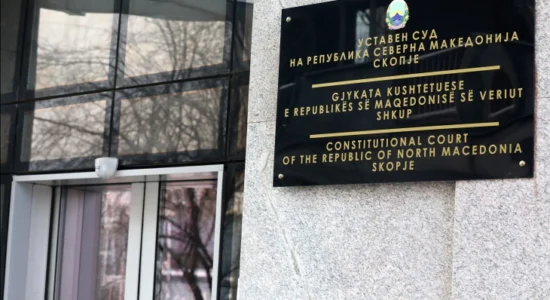 УСТАВЕН СУД
НА РЕПУБЛИКА СЕВЕРНА МАКЕДОНИЈА
СКОПЈЕ
GJYKATA KUSHTETUESE
E REPUBLIKËS SË MAQEDONISË SË VERIUT
SHKUP
CONSTITUTIONAL COURT
OF THE REPUBLIC OF NORTH MACEDONIA
SKOPJE